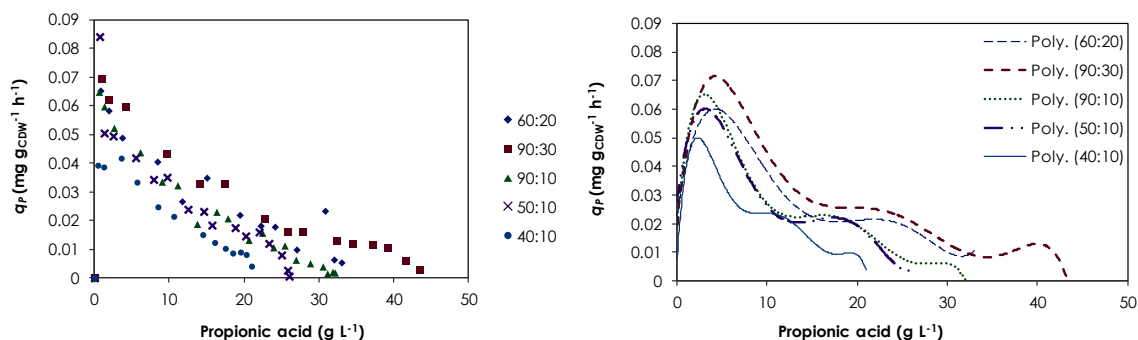 0.09
0.08
0.07
0.06
0.05
0.04
0.03
0.02
0.01
0
qP (mg gCDW-1 h-1)
0 10 20 30 40 50
Propionic acid (g L-1)
60:20
90:30
90:10
50:10
40:10
0.09
0.08
0.07
0.06
0.05
0.04
0.03
0.02
0.01
0
qP (mg gCDW-1 h-1)
0 10 20 30 40 50
Propionic acid (g L-1)
Poly. (60:20)
Poly. (90:30)
Poly. (90:10)
Poly. (50:10)
Poly. (40:10)